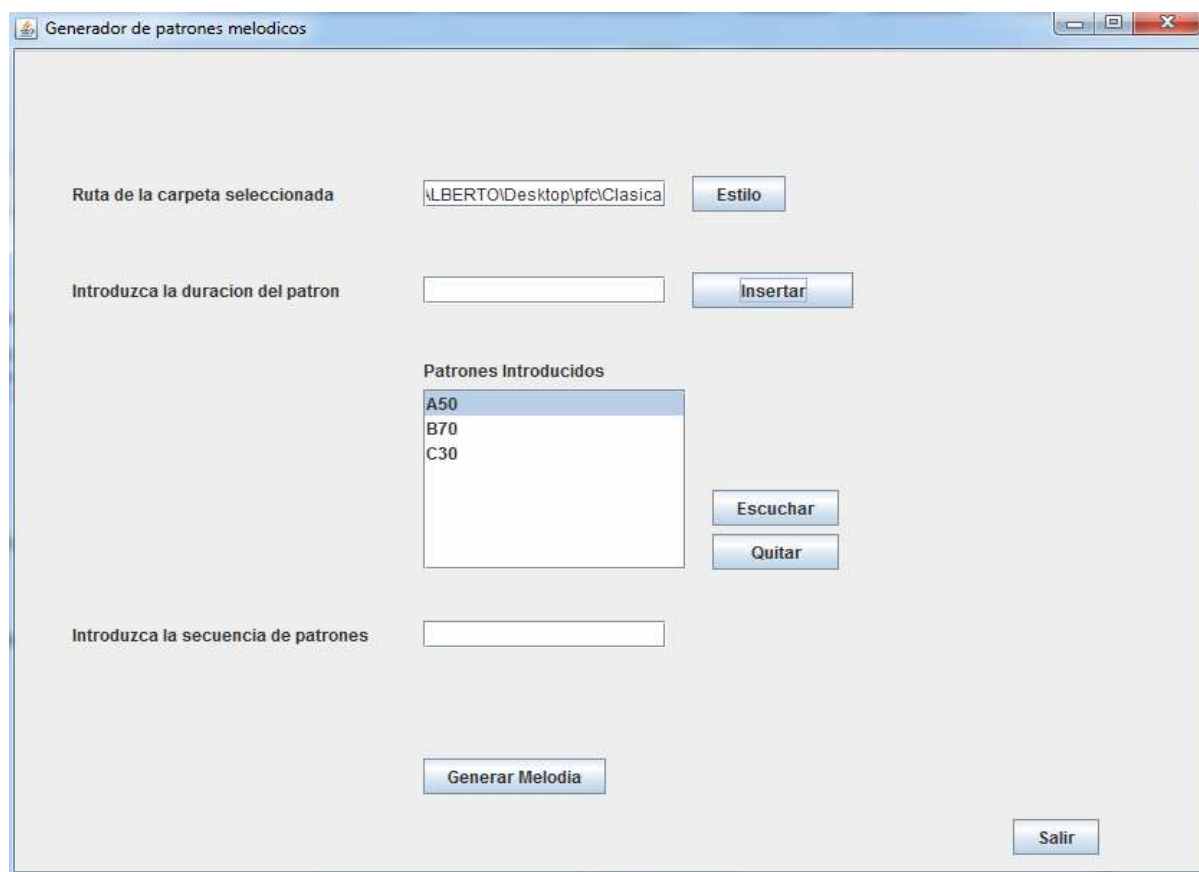 Generador de patrones melodicos
Ruta de la carpeta seleccionada
ALBERTO\Desktop\pfc\Clasica
Estilo
Introduzca la duracion del patron
Insertar
Patrones Introducidos
A50
B70
C30
Escuchar
Quitar
Introduzca la secuencia de patrones
Generar Melodia
Salir